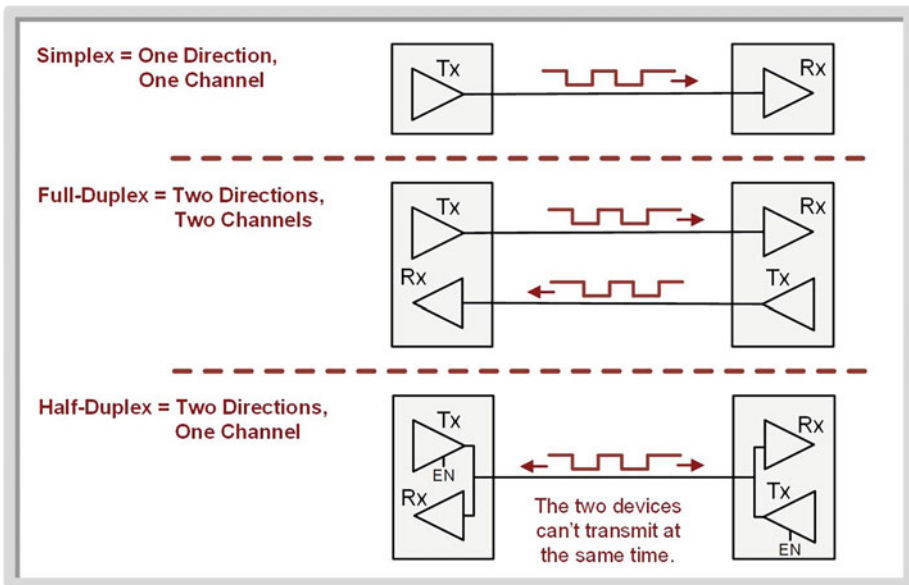 Simplex = One Direction,
One Channel
Tx
Rx
Full-Duplex = Two Directions,
Two Channels
Tx
Rx
Rx
Tx
Half-Duplex = Two Directions,
One Channel
Tx
EN
Rx
Rx
Tx
EN
The two devices
can't transmit at
the same time.